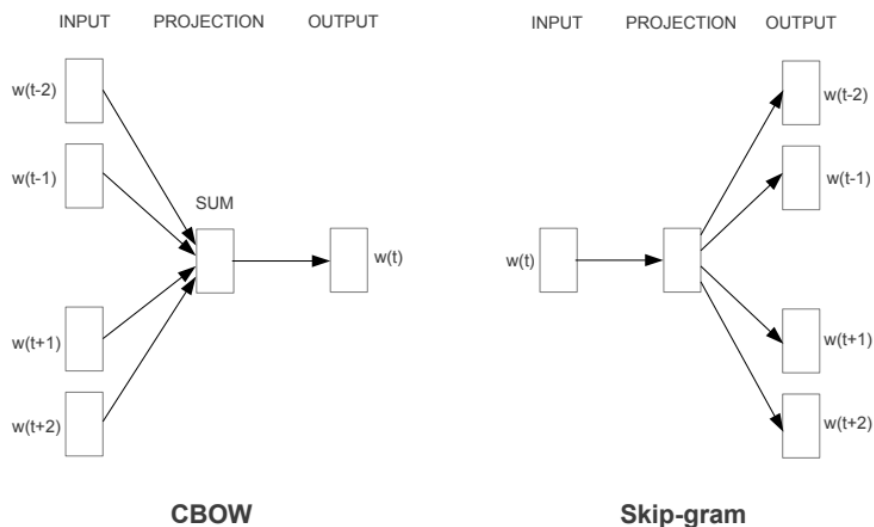 INPUT PROJECTION OUTPUT
w(t-2)
w(t-1)
SUM
w(t)
w(t+1)
w(t+2)
CBOW
INPUT PROJECTION OUTPUT
w(t-2)
w(t-1)
w(t)
w(t+1)
w(t+2)
Skip-gram